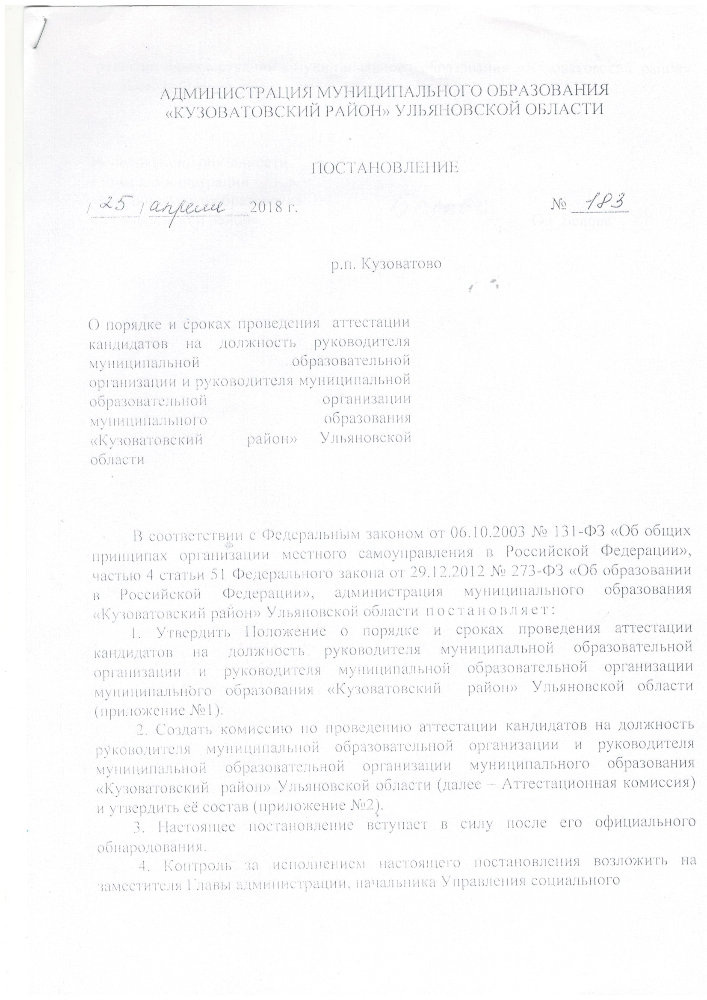 АДМИНИСТРАЦИЯ МУНИЦИПАЛЬНОГО ОБРАЗОВАНИЯ
«КУЗОВАТОВСКИЙ РАЙОН» УЛЬЯНОВСКОЙ ОБЛАСТИ
ПОСТАНОВЛЕНИЕ
25 апреля 2018 г. № 183
р.п. Кузоватово
О порядке и сроках проведения аттестации
кандидатов на должность руководителя
муниципальной образовательной
организации и руководителя муниципальной
образовательной организации
муниципального образования
«Кузоватовский район» Ульяновской
области
В соответствии с Федеральным законом от 06.10.2003 № 131-ФЗ «Об общих
принципах организации местного самоуправления в Российской Федерации»,
частью 4 статьи 51 Федерального закона от 29.12.2012 № 273-ФЗ «Об образовании
в Российской Федерации», администрация муниципального образования
«Кузоватовский район» Ульяновской области п о с т а н о в л я е т :
1. Утвердить Положение о порядке и сроках проведения аттестации
кандидатов на должность руководителя муниципальной образовательной
организации и руководителя муниципальной образовательной организации
муниципального образования «Кузоватовский район» Ульяновской области
(приложение №1).
2. Создать комиссию по проведению аттестации кандидатов на должность
руководителя муниципальной образовательной организации и руководителя
муниципальной образовательной организации муниципального образования
«Кузоватовский район» Ульяновской области (далее – Аттестационная комиссия)
и утвердить её состав (приложение №2).
3. Настоящее постановление вступает в силу после его официального
обнародования.
4. Контроль за исполнением настоящего постановления возложить на
заместителя Главы администрации, начальника Управления социального